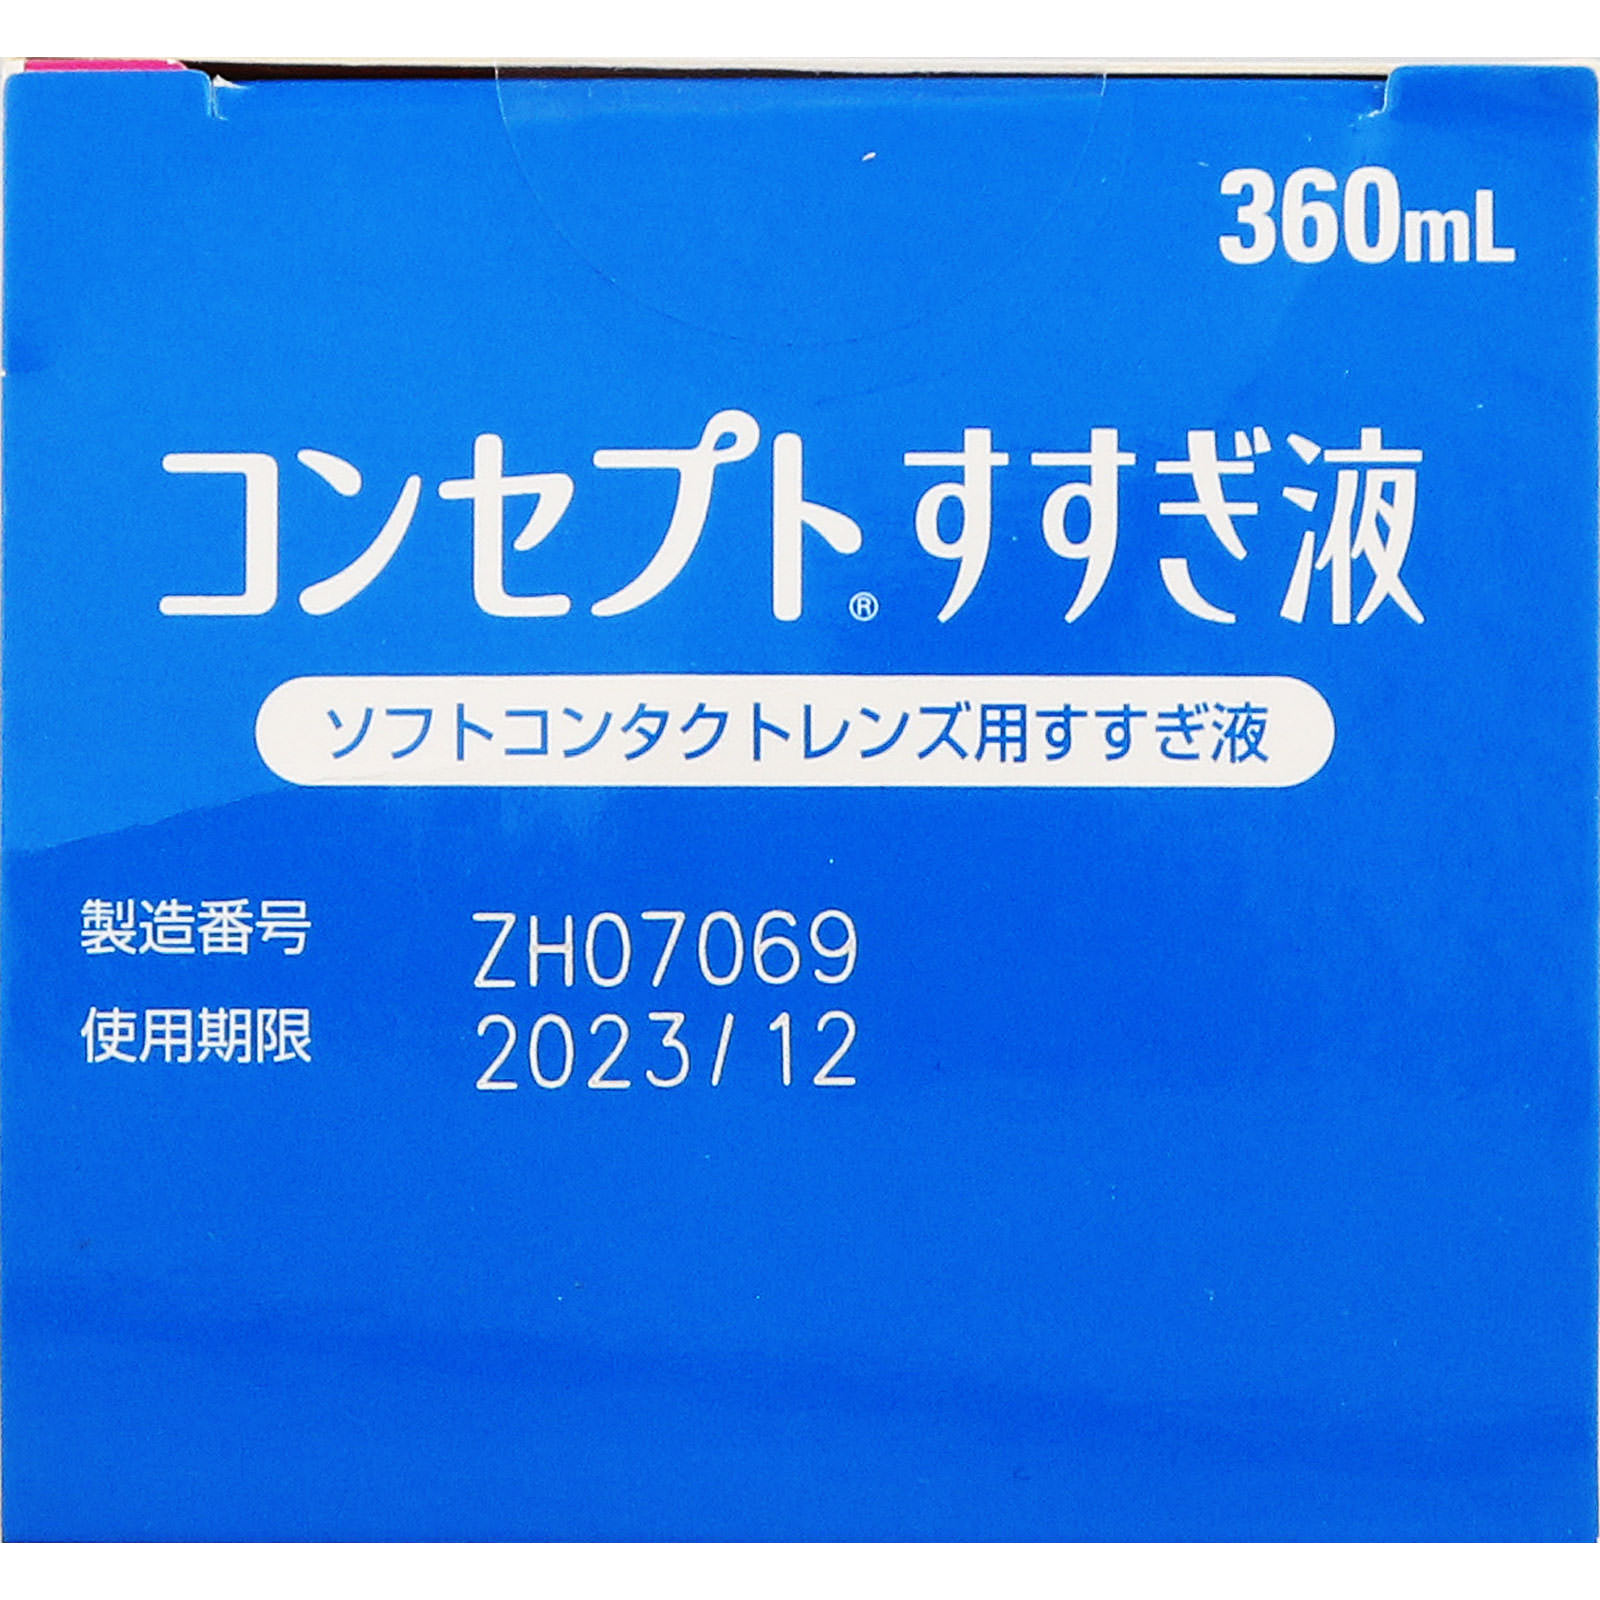 360mL
コンセプト®すすぎ液
ソフトコンタクトレンズ用すすぎ液
製造番号 ZH07069
使用期限 2023/12